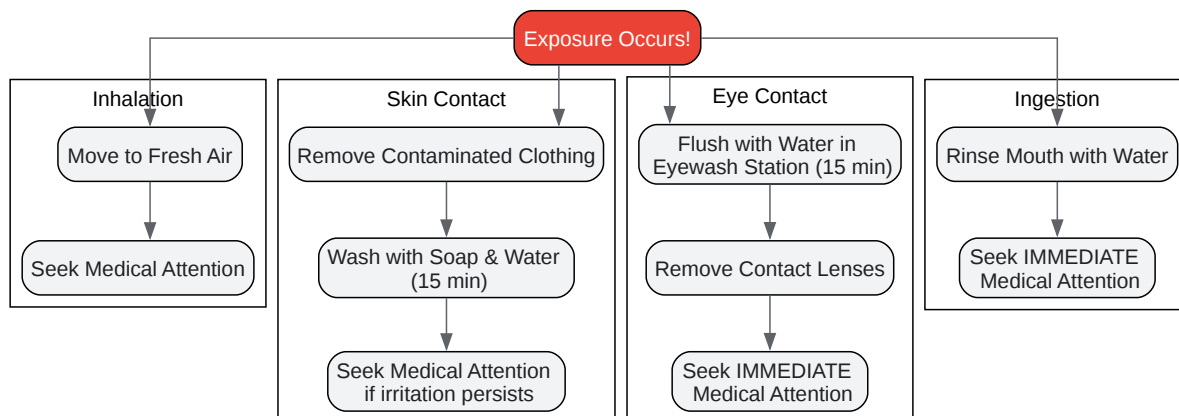 Exposure Occurs!
Inhalation
Move to Fresh Air
Seek Medical Attention
Skin Contact
Remove Contaminated Clothing
Wash with Soap & Water
(15 min)
Seek Medical Attention
if irritation persists
Eye Contact
Flush with Water in
Eyewash Station (15 min)
Remove Contact Lenses
Seek IMMEDIATE
Medical Attention
Ingestion
Rinse Mouth with Water
Seek IMMEDIATE
Medical Attention